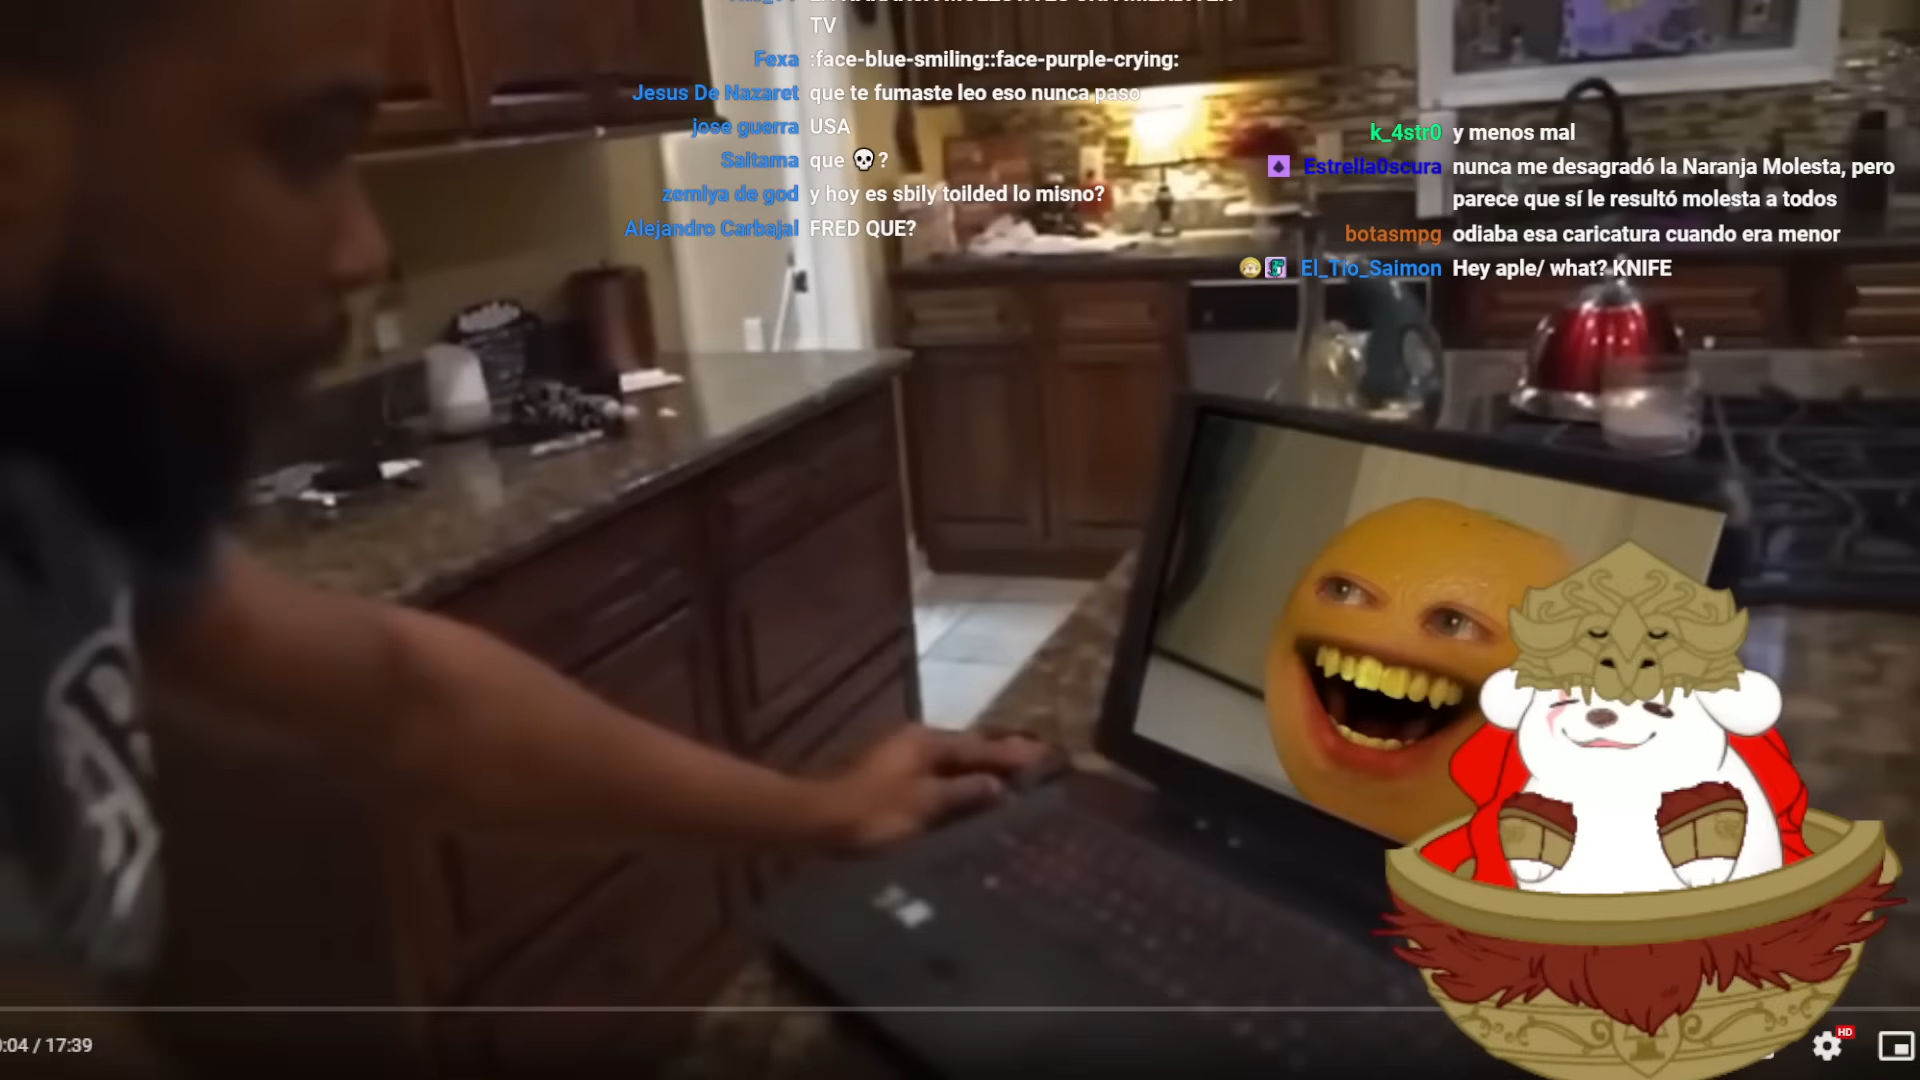 TV
Fexa :face-blue-smiling::face-purple-crying:
Jesus De Nazaret que te fumaste leo eso nunca paso
jose guerra USA
Saitama que 💀?
zemlya de god y hoy es sbily toilded lo misno?
Alejandro Carbajal FRED QUE?
k_4str0 y menos mal
Estrella0scura nunca me desagradó la Naranja Molesta, pero
parece que sí le resultó molesta a todos
botasmpg odiaba esa caricatura cuando era menor
El_Tio_Saimon Hey aple/ what? KNIFE
:04 / 17:39
HD